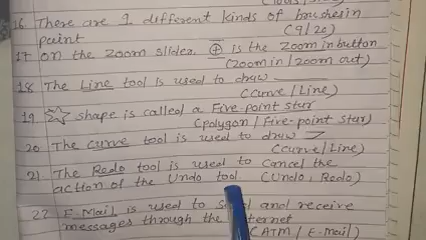 16 There are 9 different kinds of brushes in
paint (9/20)
17 On the Zoom slider, ⊕ is the Zoom in button
(Zoom in / Zoom out)
18 The Line tool is used to draw
(Curve / Line)
19 shape is called a Five-point star
(Polygon / Five-point star)
20 The curve tool is used to draw
(Curve / Line)
21 The Redo tool is used to cancel the
action of the Undo tool. (Undo, Redo)
22 E-Mail is used to and receive
messages through the
(ATM / E-mail)